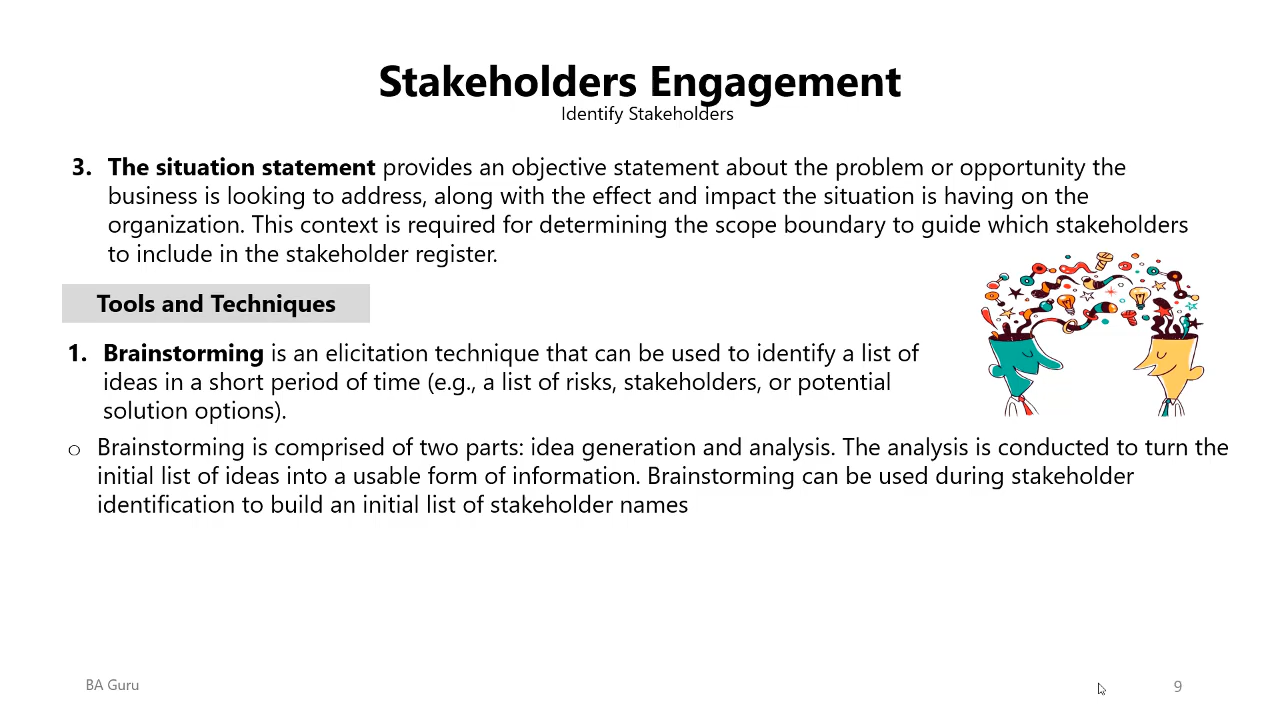 Stakeholders Engagement
Identify Stakeholders
3. The situation statement provides an objective statement about the problem or opportunity the
business is looking to address, along with the effect and impact the situation is having on the
organization. This context is required for determining the scope boundary to guide which stakeholders
to include in the stakeholder register.
Tools and Techniques
1. Brainstorming is an elicitation technique that can be used to identify a list of
ideas in a short period of time (e.g., a list of risks, stakeholders, or potential
solution options).
○ Brainstorming is comprised of two parts: idea generation and analysis. The analysis is conducted to turn the
initial list of ideas into a usable form of information. Brainstorming can be used during stakeholder
identification to build an initial list of stakeholder names
BA Guru
9